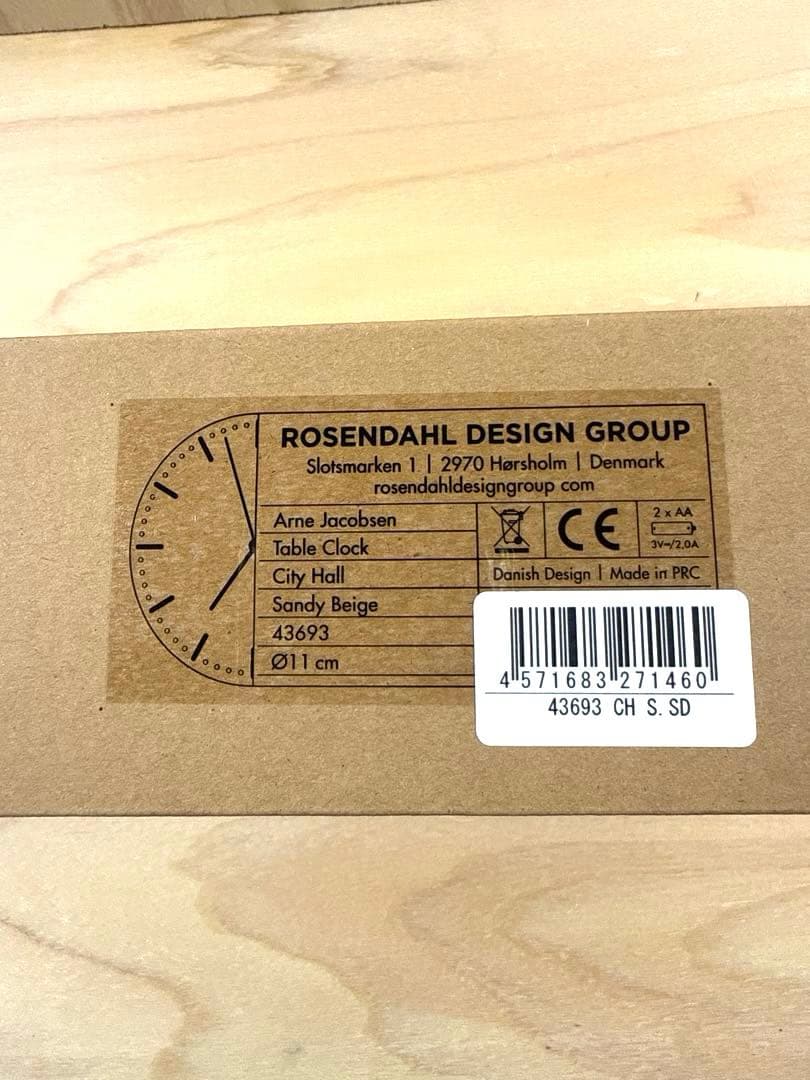 ROSENDAHL DESIGN GROUP
Slotsmarken 1 | 2970 Hørsholm | Denmark
rosendahldesigngroup com
Arne Jacobsen
Table Clock
City Hall
Sandy Beige
43693
Ø11 cm
CE
2 x AA
3V⎓/2,0A
Danish Design | Made in PRC
4 571683 271460
43693 CH S. SD